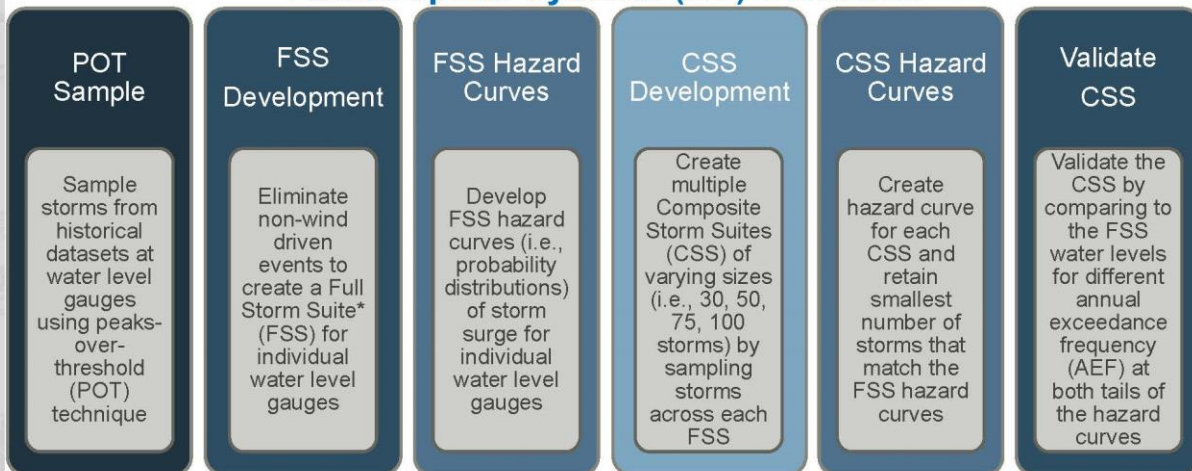 POT
Sample
Sample
storms from
historical
datasets at
water level
gauges
using peaks-
over-
threshold
(POT)
technique
FSS
Development
Eliminate
non-wind
driven
events to
create a Full
Storm Suite*
(FSS) for
individual
water level
gauges
FSS Hazard
Curves
Develop
FSS hazard
curves (i.e.,
probability
distributions)
of storm
surge for
individual
water level
gauges
CSS
Development
Create
multiple
Composite
Storm Suites
(CSS) of
varying sizes
(i.e., 30, 50,
75, 100
storms) by
sampling
storms
across each
FSS
CSS Hazard
Curves
Create
hazard curve
for each
CSS and
retain
smallest
number of
storms that
match the
FSS hazard
curves
Validate
CSS
Validate the
CSS by
comparing to
the FSS
water levels
for different
annual
exceedance
frequency
(AEF) at
both tails of
the hazard
curves